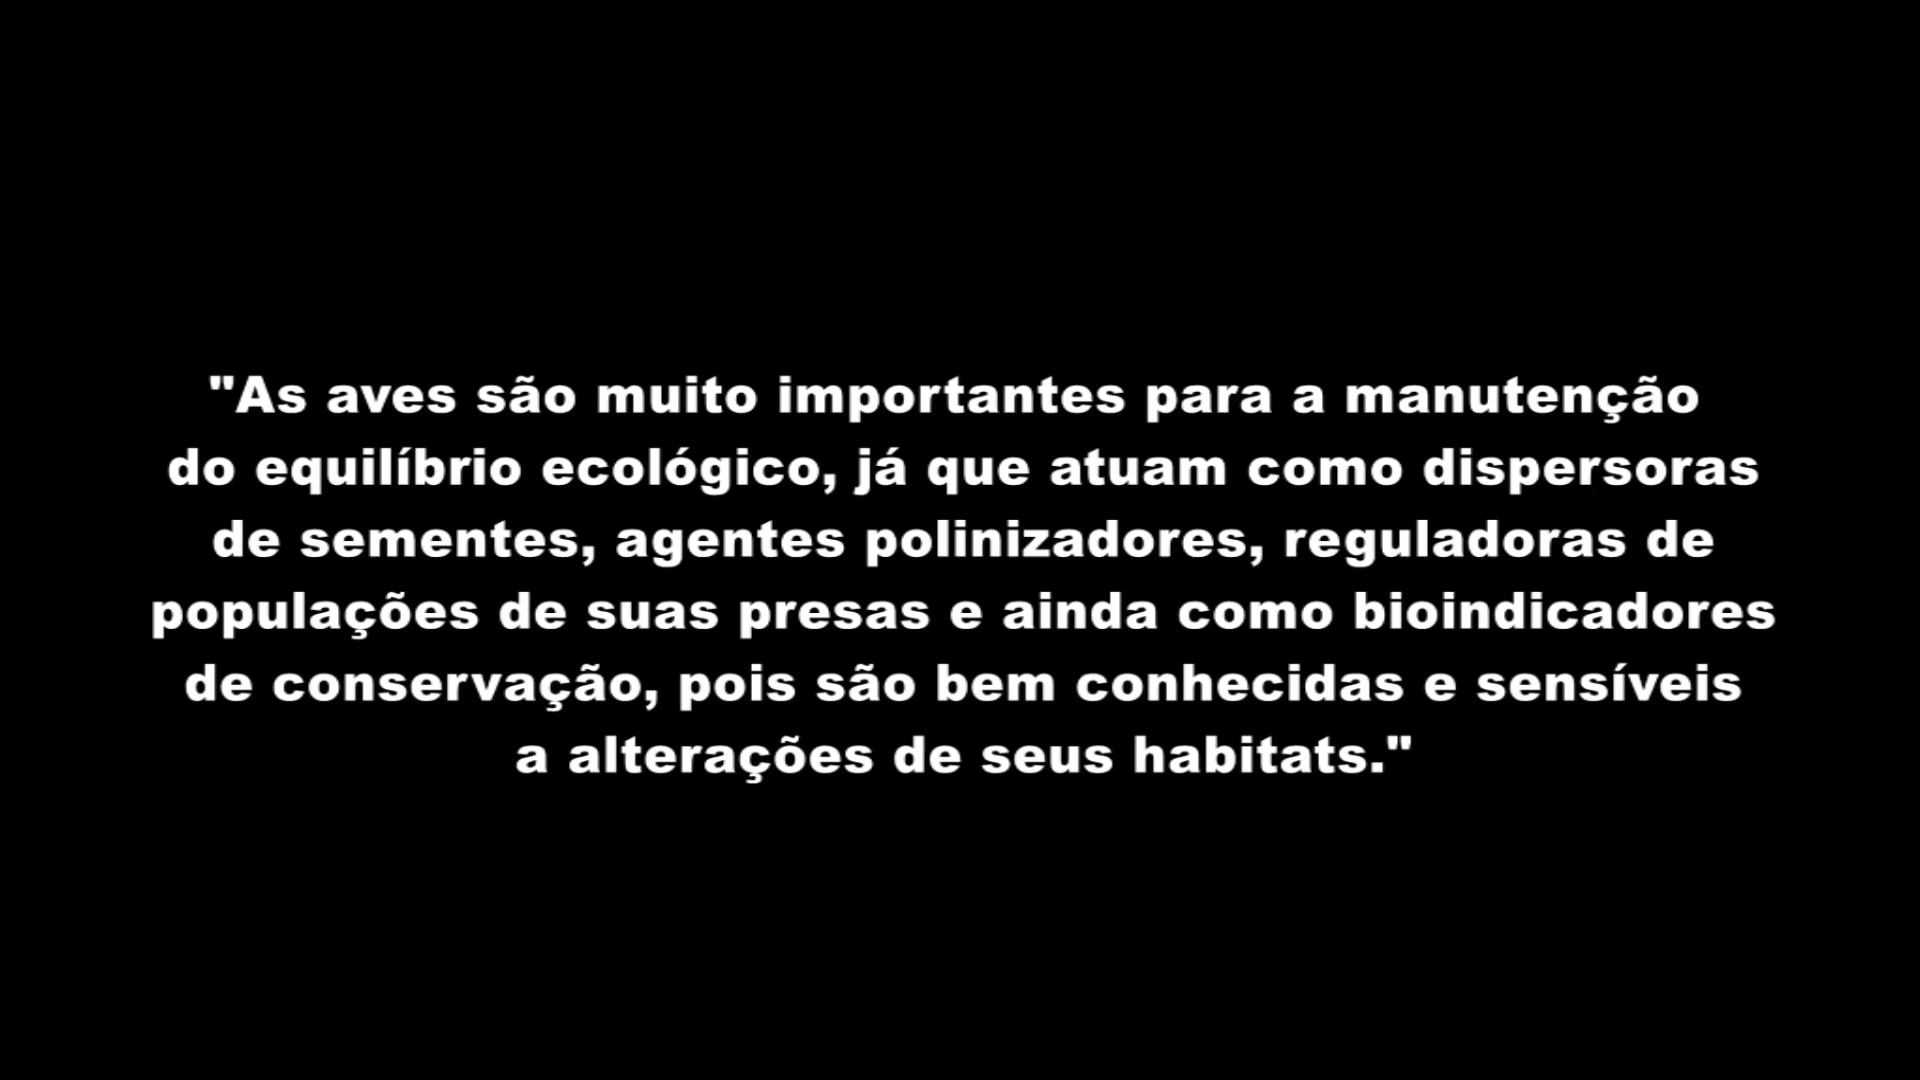 "As aves são muito importantes para a manutenção
do equilíbrio ecológico, já que atuam como dispersoras
de sementes, agentes polinizadores, reguladoras de
populações de suas presas e ainda como bioindicadores
de conservação, pois são bem conhecidas e sensíveis
a alterações de seus habitats."